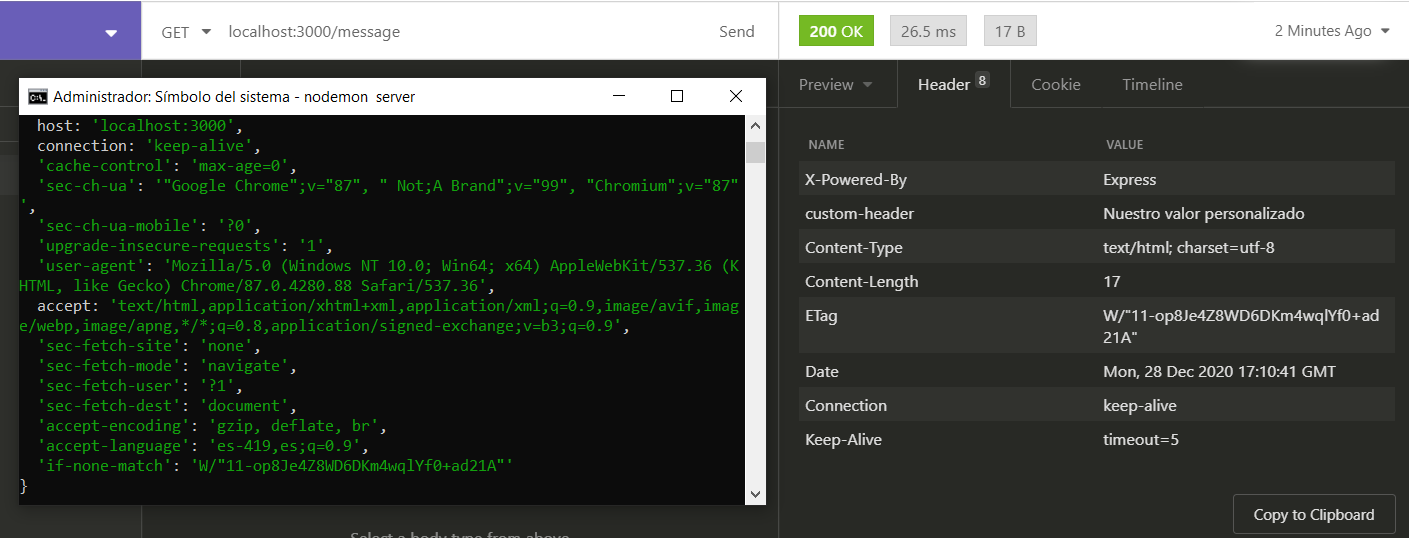 GET localhost:3000/message Send 200 OK 26.5 ms 17 B 2 Minutes Ago
Administrador: Símbolo del sistema - nodemon server
host: 'localhost:3000',
connection: 'keep-alive',
'cache-control': 'max-age=0',
'sec-ch-ua': '"Google Chrome";v="87", " Not;A Brand";v="99", "Chromium";v="87"
',
'sec-ch-ua-mobile': '?0',
'upgrade-insecure-requests': '1',
'user-agent': 'Mozilla/5.0 (Windows NT 10.0; Win64; x64) AppleWebKit/537.36 (K
HTML, like Gecko) Chrome/87.0.4280.88 Safari/537.36',
accept: 'text/html,application/xhtml+xml,application/xml;q=0.9,image/avif,imag
e/webp,image/apng,*/*;q=0.8,application/signed-exchange;v=b3;q=0.9',
'sec-fetch-site': 'none',
'sec-fetch-mode': 'navigate',
'sec-fetch-user': '?1',
'sec-fetch-dest': 'document',
'accept-encoding': 'gzip, deflate, br',
'accept-language': 'es-419,es;q=0.9',
'if-none-match': 'W/"11-op8Je4Z8WD6DKm4wqlYf0+ad21A"'
}
Select a body type from above
Preview Header 8 Cookie Timeline
NAME VALUE
X-Powered-By Express
custom-header Nuestro valor personalizado
Content-Type text/html; charset=utf-8
Content-Length 17
ETag W/"11-op8Je4Z8WD6DKm4wqlYf0+ad
21A"
Date Mon, 28 Dec 2020 17:10:41 GMT
Connection keep-alive
Keep-Alive timeout=5
Copy to Clipboard